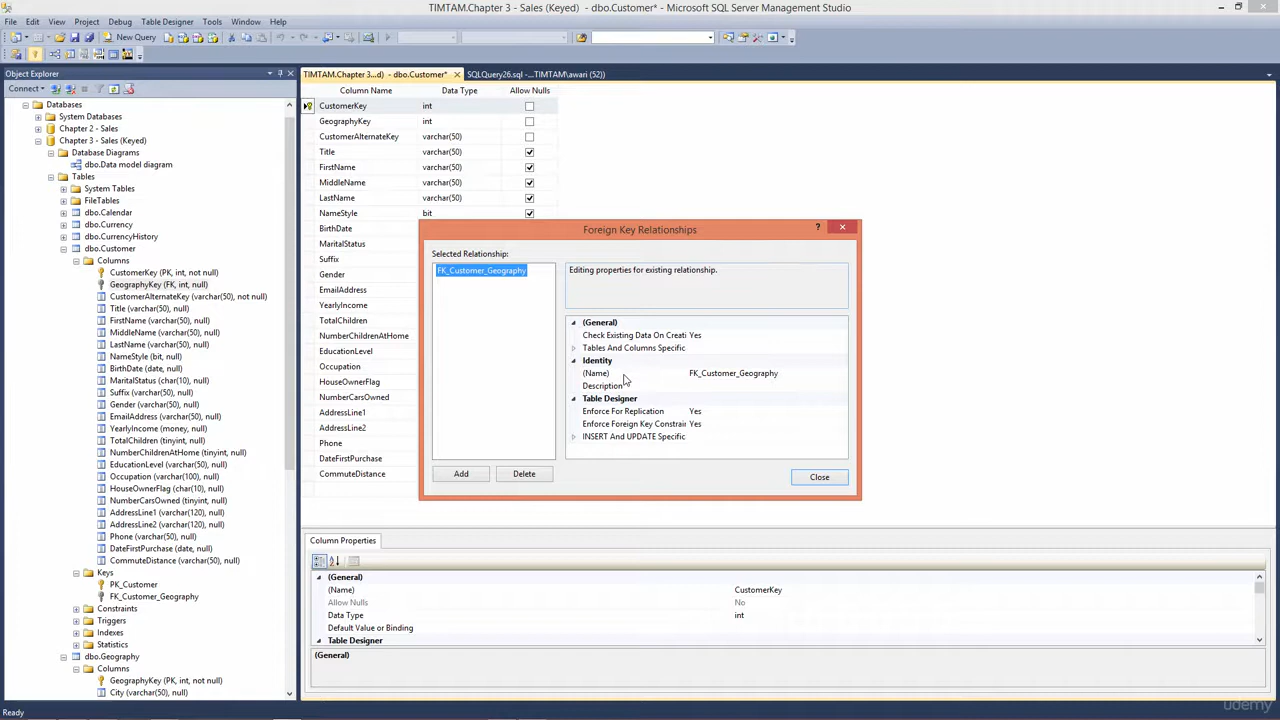 TIMTAM.Chapter 3 - Sales (Keyed) - dbo.Customer* - Microsoft SQL Server Management Studio
File Edit View Project Debug Table Designer Tools Window Help
New Query
Object Explorer
Connect
Databases
System Databases
Chapter 2 - Sales
Chapter 3 - Sales (Keyed)
Database Diagrams
dbo.Data model diagram
Tables
System Tables
FileTables
dbo.Calendar
dbo.Currency
dbo.CurrencyHistory
dbo.Customer
Columns
CustomerKey (PK, int, not null)
GeographyKey (FK, int, null)
CustomerAlternateKey (varchar(50), not null)
Title (varchar(50), null)
FirstName (varchar(50), null)
MiddleName (varchar(50), null)
LastName (varchar(50), null)
NameStyle (bit, null)
BirthDate (date, null)
MaritalStatus (char(10), null)
Suffix (varchar(50), null)
Gender (varchar(50), null)
EmailAddress (varchar(50), null)
YearlyIncome (money, null)
TotalChildren (tinyint, null)
NumberChildrenAtHome (tinyint, null)
EducationLevel (varchar(50), null)
Occupation (varchar(100), null)
HouseOwnerFlag (char(10), null)
NumberCarsOwned (tinyint, null)
AddressLine1 (varchar(120), null)
AddressLine2 (varchar(120), null)
Phone (varchar(50), null)
DateFirstPurchase (date, null)
CommuteDistance (varchar(50), null)
Keys
PK_Customer
FK_Customer_Geography
Constraints
Triggers
Indexes
Statistics
dbo.Geography
Columns
GeographyKey (PK, int, not null)
City (varchar(50), null)
TIMTAM.Chapter 3...d) - dbo.Customer* SQLQuery26.sql -...TIMTAM\awari (52))
Column Name Data Type Allow Nulls
CustomerKey int
GeographyKey int
CustomerAlternateKey varchar(50)
Title varchar(50)
FirstName varchar(50)
MiddleName varchar(50)
LastName varchar(50)
NameStyle bit
BirthDate
MaritalStatus
Suffix
Gender
EmailAddress
YearlyIncome
TotalChildren
NumberChildrenAtHome
EducationLevel
Occupation
HouseOwnerFlag
NumberCarsOwned
AddressLine1
AddressLine2
Phone
DateFirstPurchase
CommuteDistance
Foreign Key Relationships
Selected Relationship:
FK_Customer_Geography
Editing properties for existing relationship.
(General)
Check Existing Data On Creati Yes
Tables And Columns Specific
Identity
(Name) FK_Customer_Geography
Description
Table Designer
Enforce For Replication Yes
Enforce Foreign Key Constrain Yes
INSERT And UPDATE Specific
Add Delete Close
Column Properties
(General)
(Name) CustomerKey
Allow Nulls No
Data Type int
Default Value or Binding
Table Designer
(General)
Ready
udemy